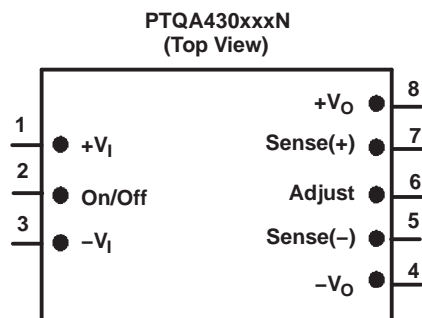 PTQA430xxxN
(Top View)
1
+VI
2
On/Off
3
−VI
+VO
8
Sense(+)
7
Adjust
6
Sense(−)
5
−VO
4